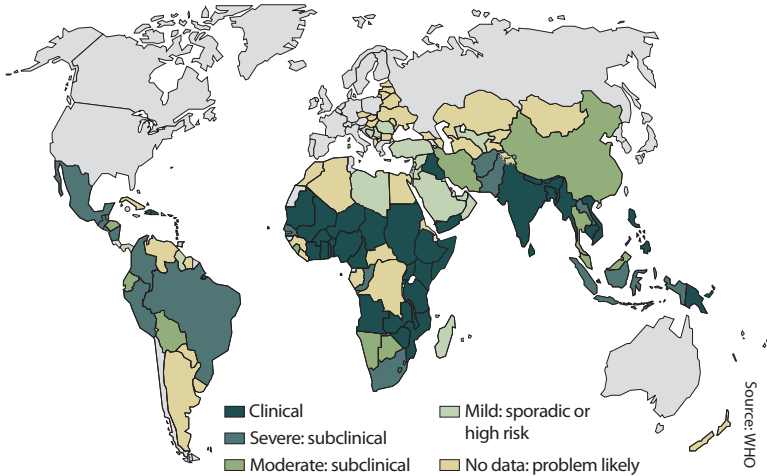 Clinical
Severe: subclinical
Moderate: subclinical
Mild: sporadic or
high risk
No data: problem likely
Source: WHO